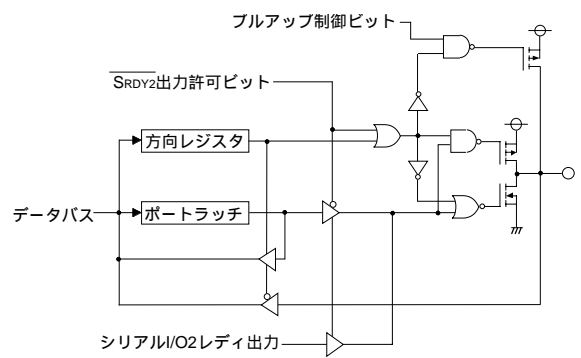 プルアップ制御ビット
SRDY2出力許可ビット
方向レジスタ
データバス
ポートラッチ
シリアルI/O2レディ出力